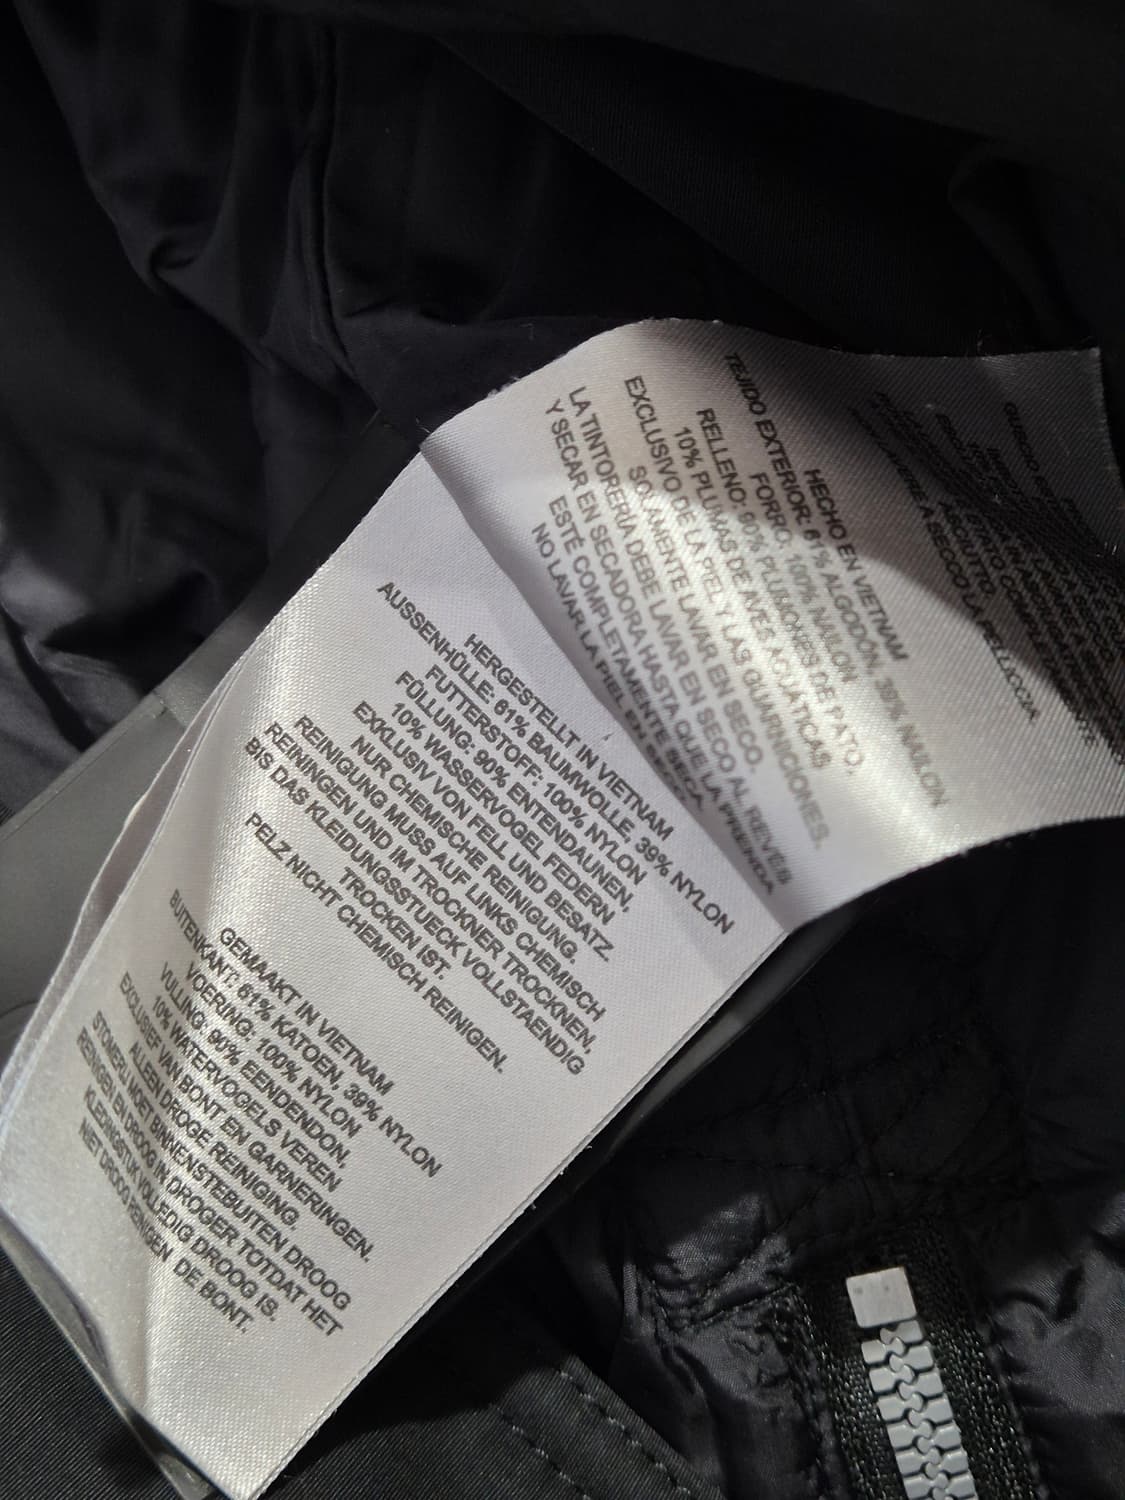 HERGESTELLT IN VIETNAM
AUSSENHÜLLE: 61% BAUMWOLLE, 39% NYLON
FUTTERSTOFF: 100% NYLON
FÜLLUNG: 90% ENTENDAUNEN,
10% WASSERVOGEL FEDERN
EXKLUSIV VON FELL UND BESATZ.
NUR CHEMISCHE REINIGUNG.
REINIGUNG MUSS AUF LINKS CHEMISCH
REININGEN UND IM TROCKNER TROCKNEN,
BIS DAS KLEIDUNGSSTUECK VOLLSTAENDIG
TROCKEN IST.
PELZ NICHT CHEMISCH REINIGEN.
GEMAAKT IN VIETNAM
BUITENKANT: 61% KATOEN, 39% NYLON
VOERING: 100% NYLON
VULLING: 90% EENDENDON,
10% WATERVOGELS VEREN
EXCLUSIEF VAN BONT EN GARNERINGEN.
ALLEEN DROGE REINIGING.
STOMERIJ MOET BINNENSTEBUITEN DROOG
REINIGEN EN DROOG IN DROGER TOTDAT HET
KLEDINGSTUK VOLLEDIG DROOG IS.
NIET DROOG REINIGEN DE BONT.
HECHO EN VIETNAM
TEJIDO EXTERIOR: 61% ALGODÓN, 39% NAILON
FORRO: 100% NAILON
RELLENO: 90% PLUMONES DE PATO,
10% PLUMAS DE AVES ACUATICAS
EXCLUSIVO DE LA PIEL Y LAS GUARNICIONES.
SOLAMENTE LAVAR EN SECO.
LA TINTORERIA DEBE LAVAR EN SECO AL REVÉS
Y SECAR EN SECADORA HASTA QUE LA PRENDA
ESTÉ COMPLETAMENTE SECA.
NO LAVAR LA PIEL EN SECO
ASCIUTTO.
LAVARE A SECCO LA PELLICCIA.